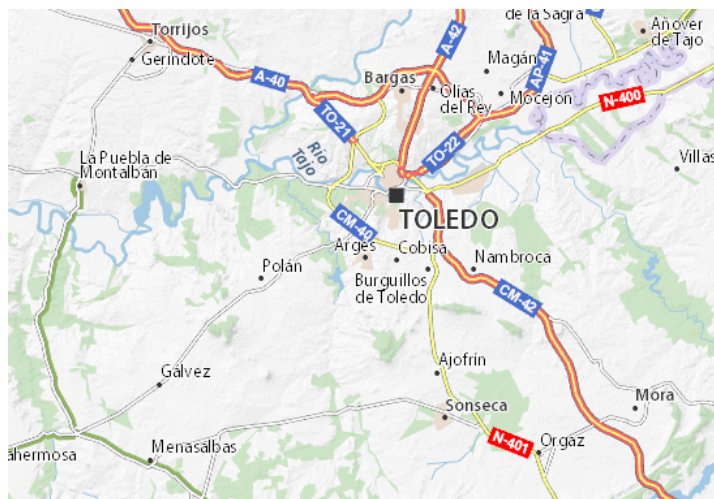 de la Sagra
Añover
de Tajo
Torrijos
Gerindote
A-42
Magán
AP-41
A-40
Bargas
Olías
del Rey
Mocejón
N-400
TO-21
Río
Tajo
TO-22
La Puebla de
Montalbán
Villas
TOLEDO
CM-40
Argés
Cobisa
Nambroca
Polán
Burguillos
de Toledo
CM-42
Gálvez
Ajofrín
Mora
Sonseca
N-401
Orgaz
ahermosa
Menasalbas